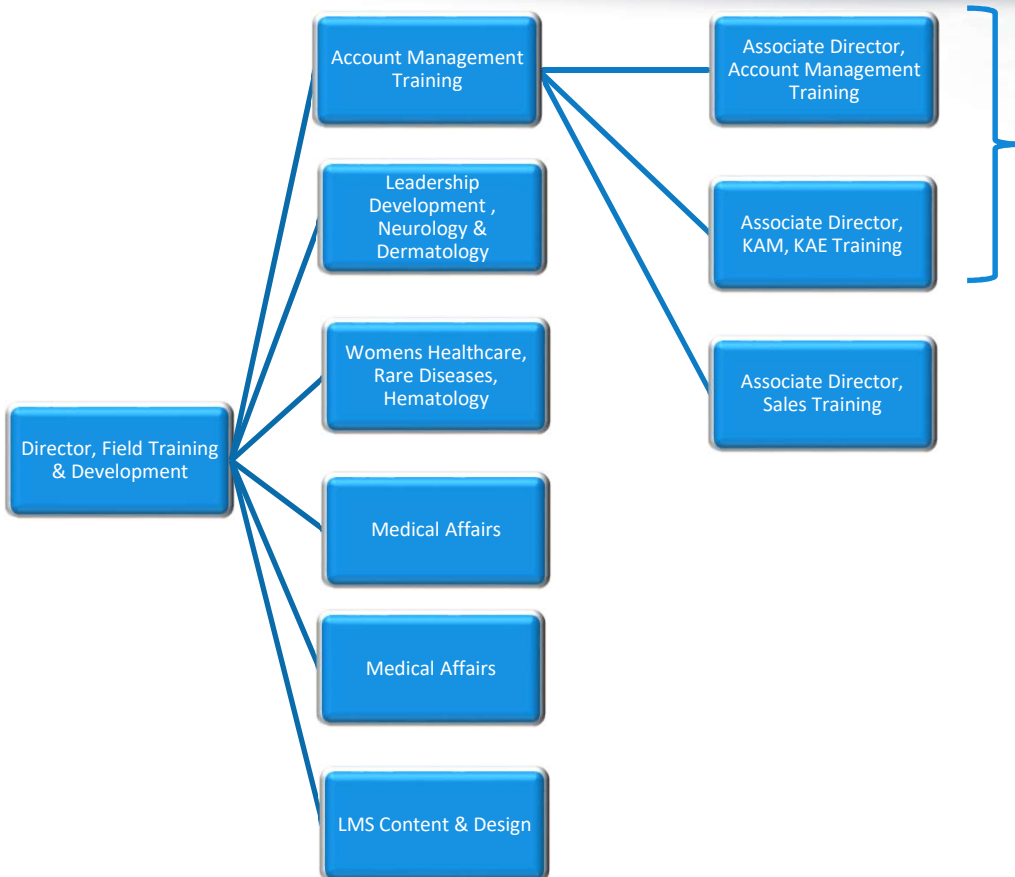 Account Management
Training
Associate Director,
Account Management
Training
Leadership
Development ,
Neurology &
Dermatology
Associate Director,
KAM, KAE Training
Womens Healthcare,
Rare Diseases,
Hematology
Associate Director,
Sales Training
Director, Field Training
& Development
Medical Affairs
Medical Affairs
LMS Content & Design